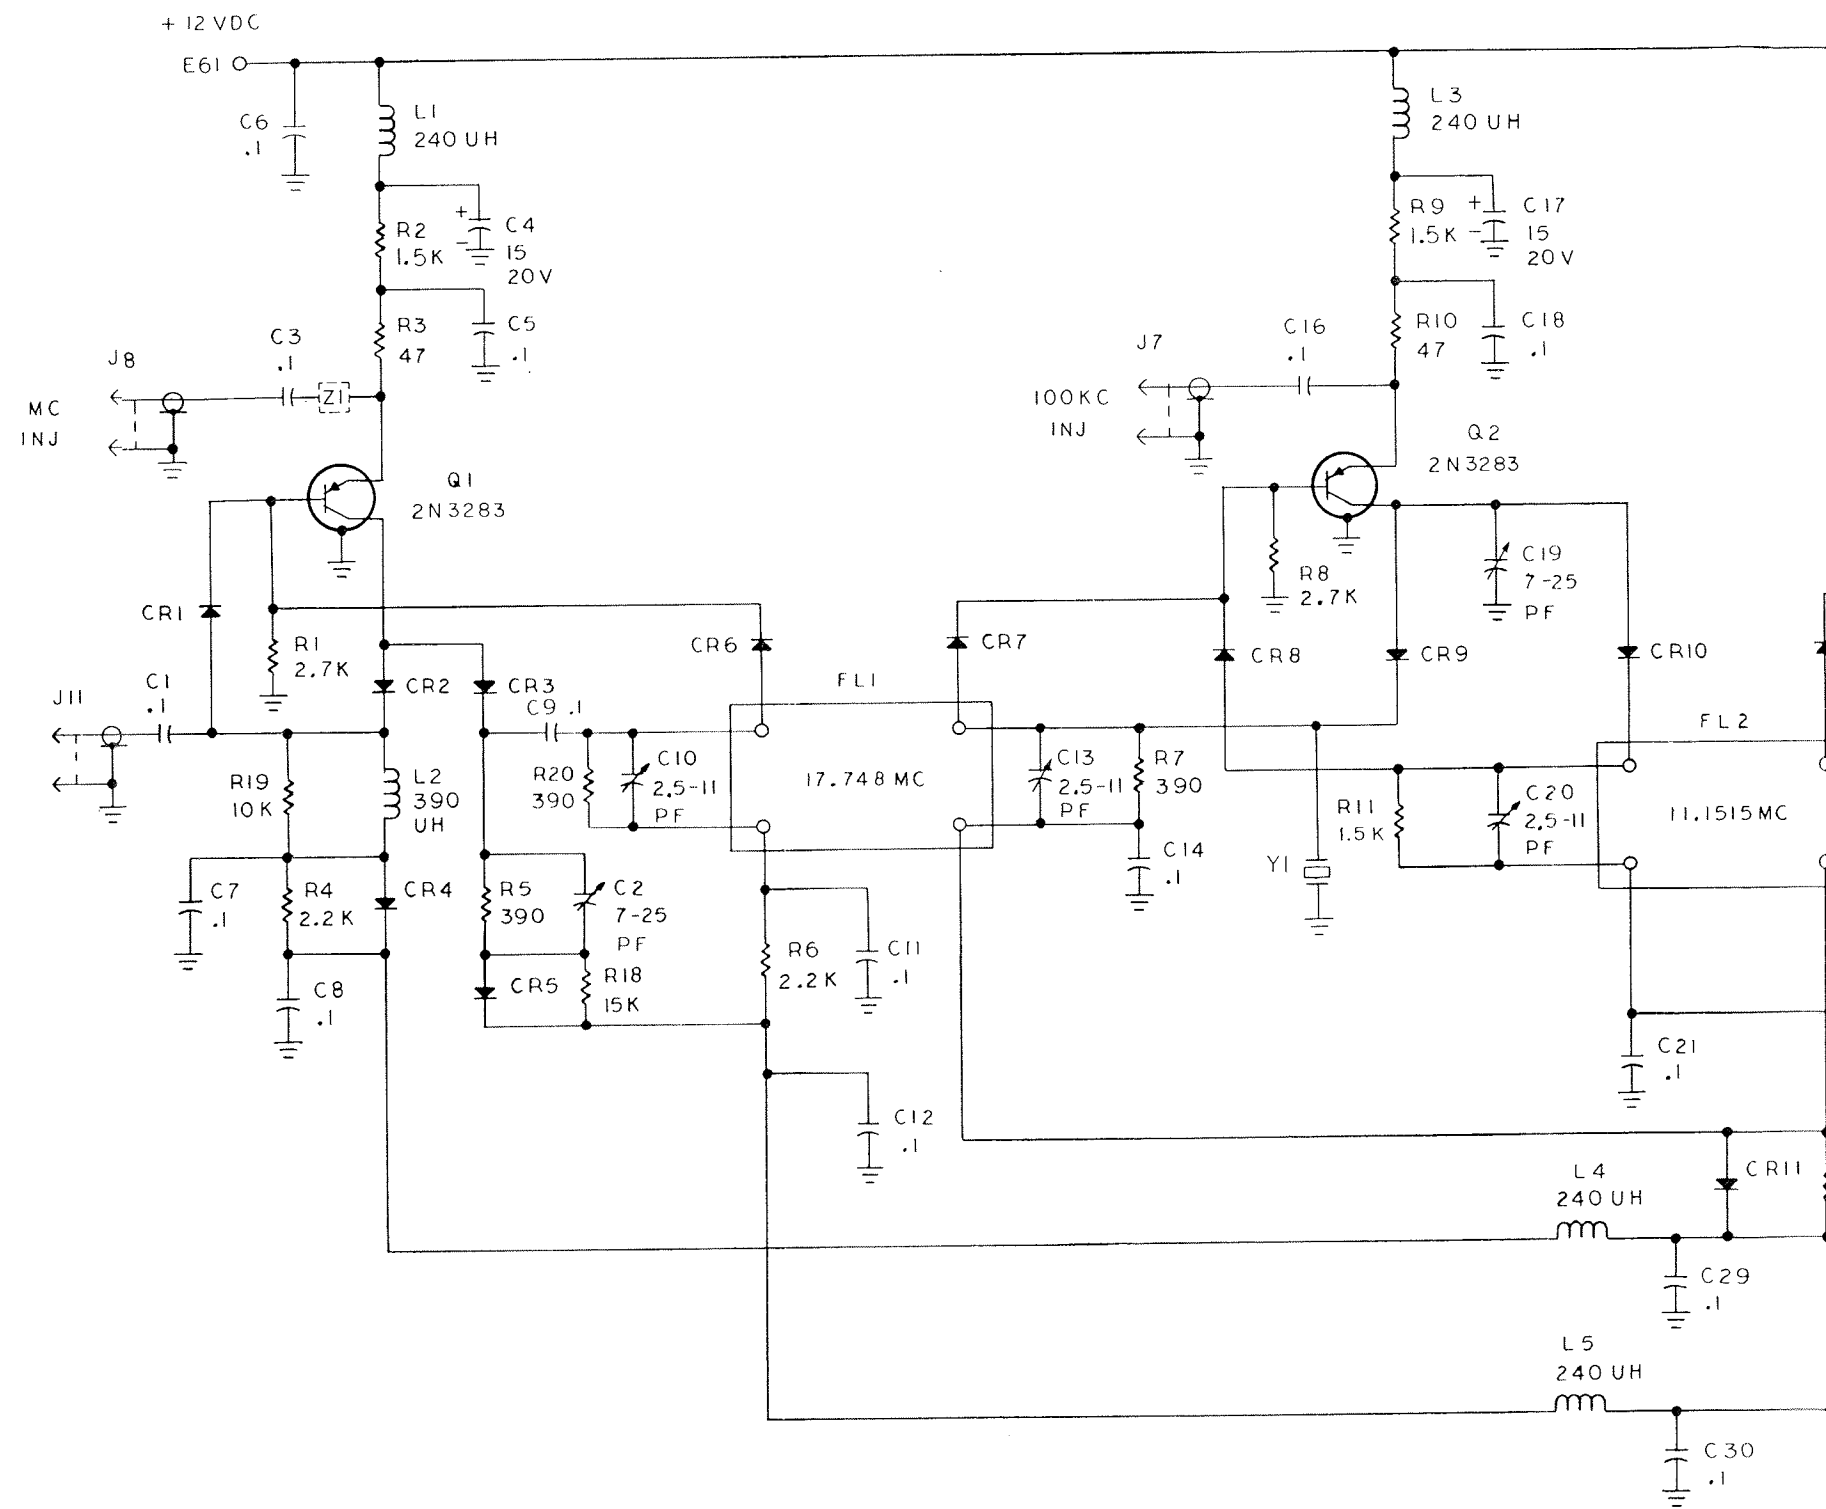 + 12 VDC
E61
C6
.1
L1
240 UH
R2
1.5K
+
-
C4
15
20V
R3
47
C5
.1
C3
.1
Z1
J8
MC
INJ
Q1
2N3283
CR1
R1
2.7K
CR2
CR3
CR6
J11
C1
.1
C9 .1
R19
10K
L2
390
UH
R20
390
C10
2.5-11
PF
FL1
17.748 MC
C7
.1
R4
2.2K
CR4
R5
390
C2
7-25
PF
C8
.1
CR5
R18
15K
R6
2.2K
C11
.1
C12
.1
L3
240 UH
R9
1.5K
+
-
C17
15
20V
R10
47
C18
.1
C16
.1
J7
100KC
INJ
Q2
2N3283
R8
2.7K
C19
7-25
PF
CR7
CR8
CR9
CR10
C13
2.5-11
PF
R7
390
C14
.1
Y1
R11
1.5K
C20
2.5-11
PF
FL2
11.1515MC
C21
.1
CR11
L4
240 UH
C29
.1
L5
240 UH
C30
.1